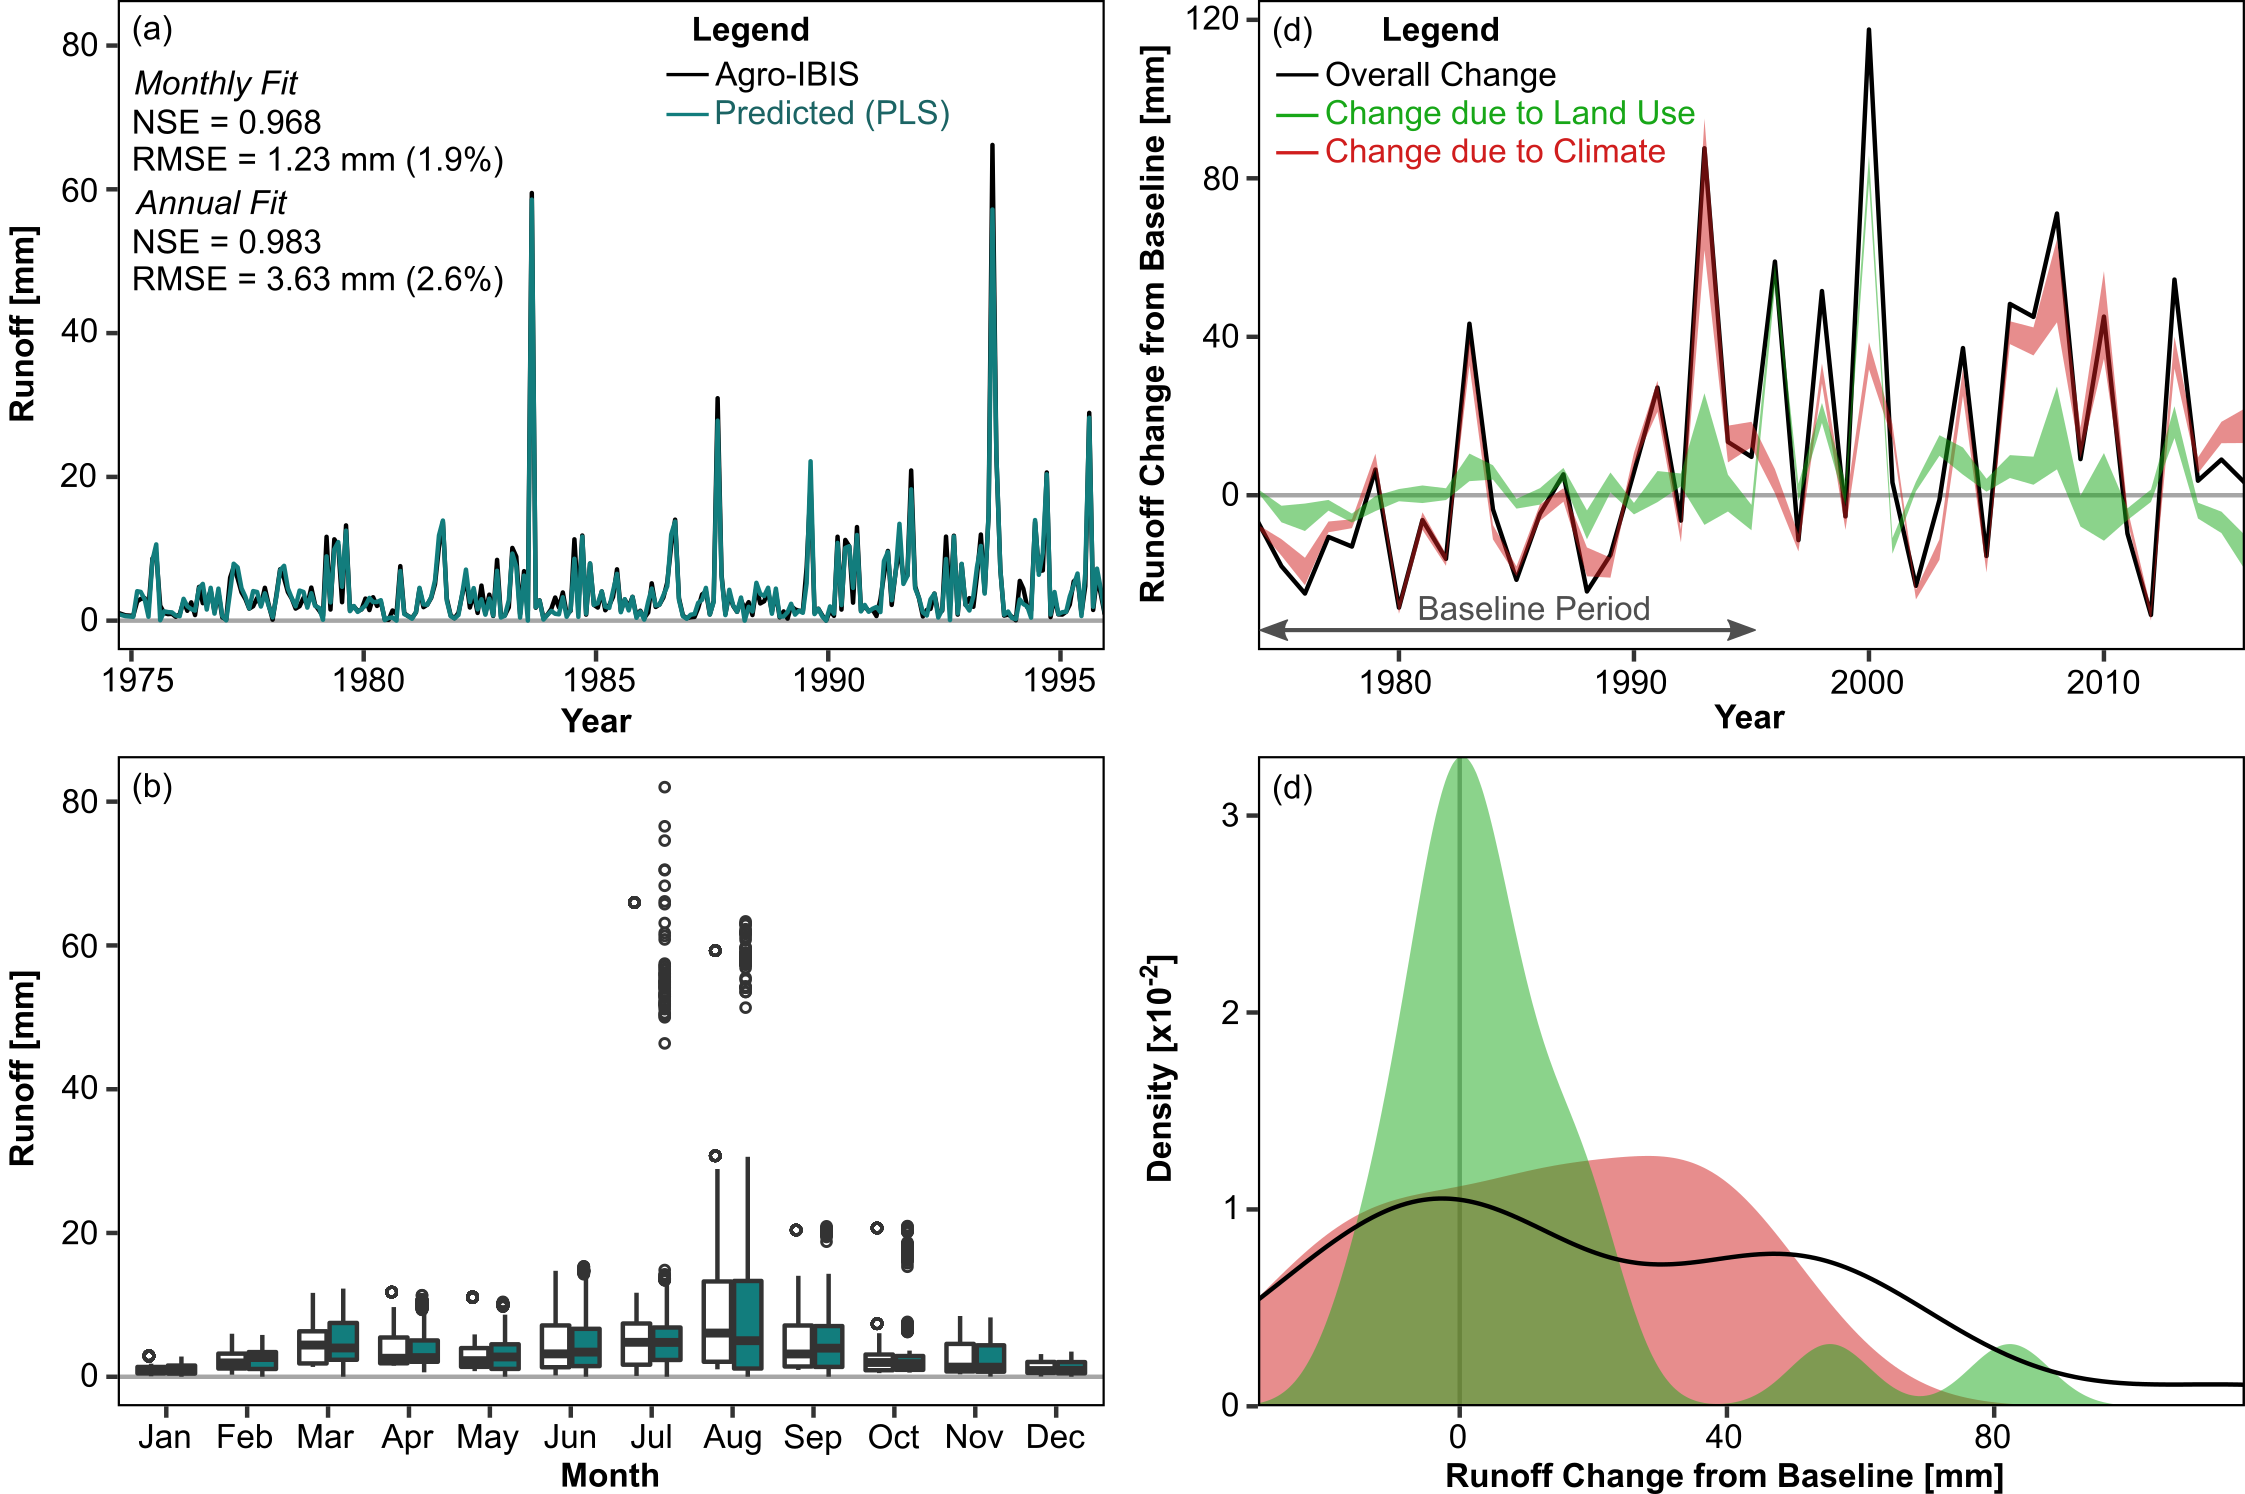 (a)
Legend
Agro-IBIS
Predicted (PLS)
Monthly Fit
NSE = 0.968
RMSE = 1.23 mm (1.9%)
Annual Fit
NSE = 0.983
RMSE = 3.63 mm (2.6%)
Runoff [mm]
80
60
40
20
0
1975 1980 1985 1990 1995
Year
(d)
Legend
Overall Change
Change due to Land Use
Change due to Climate
Runoff Change from Baseline [mm]
120
80
40
0
Baseline Period
1980 1990 2000 2010
Year
(b)
Runoff [mm]
80
60
40
20
0
Jan Feb Mar Apr May Jun Jul Aug Sep Oct Nov Dec
Month
(d)
Density [x10⁻²]
3
2
1
0
0 40 80
Runoff Change from Baseline [mm]